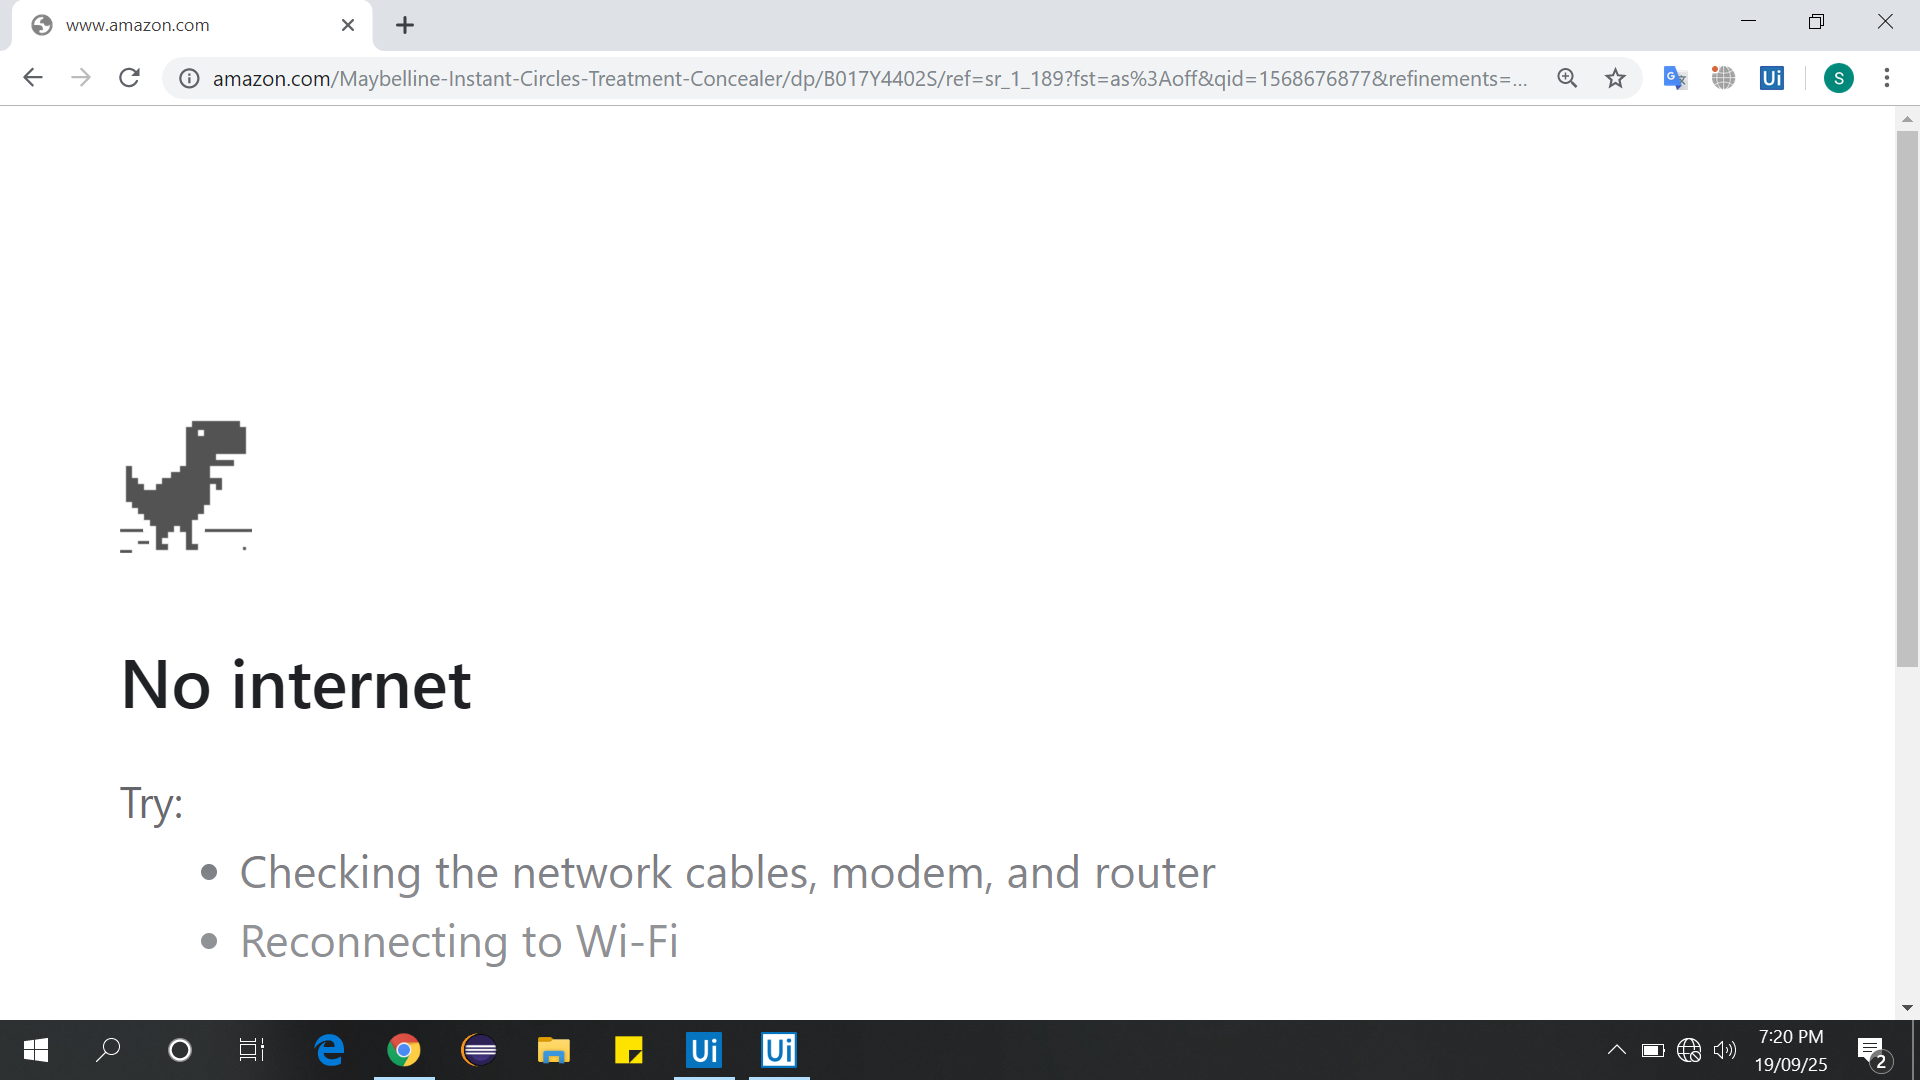 www.amazon.com
amazon.com/Maybelline-Instant-Circles-Treatment-Concealer/dp/B017Y4402S/ref=sr_1_189?fst=as%3Aoff&qid=1568676877&refinements=...
Ui
S
No internet
Try:
Checking the network cables, modem, and router
Reconnecting to Wi-Fi
Ui
Ui
7:20 PM
19/09/25
2